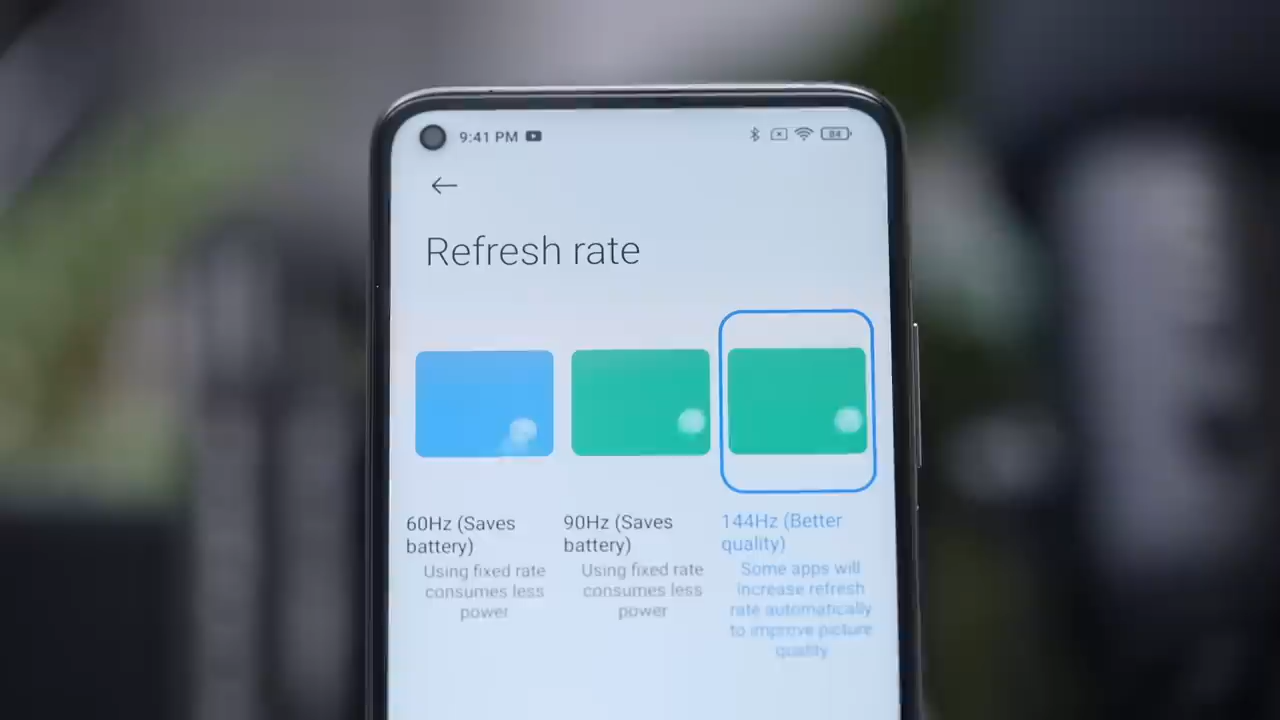 9:41 PM
84
Refresh rate
60Hz (Saves
battery)
Using fixed rate
consumes less
power
90Hz (Saves
battery)
Using fixed rate
consumes less
power
144Hz (Better
quality)
Some apps will
increase refresh
rate automatically
to improve picture
quality